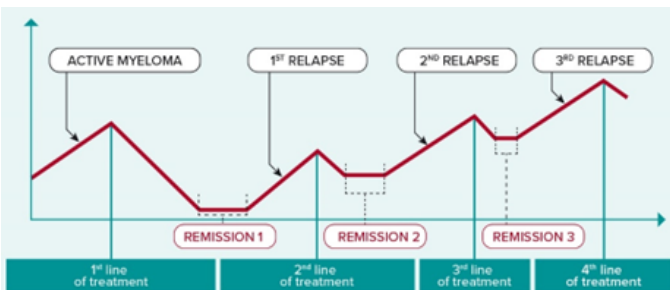 ACTIVE MYELOMA
1ST RELAPSE
2ND RELAPSE
3RD RELAPSE
REMISSION 1
REMISSION 2
REMISSION 3
1st line
of treatment
2nd line
of treatment
3rd line
of treatment
4th line
of treatment